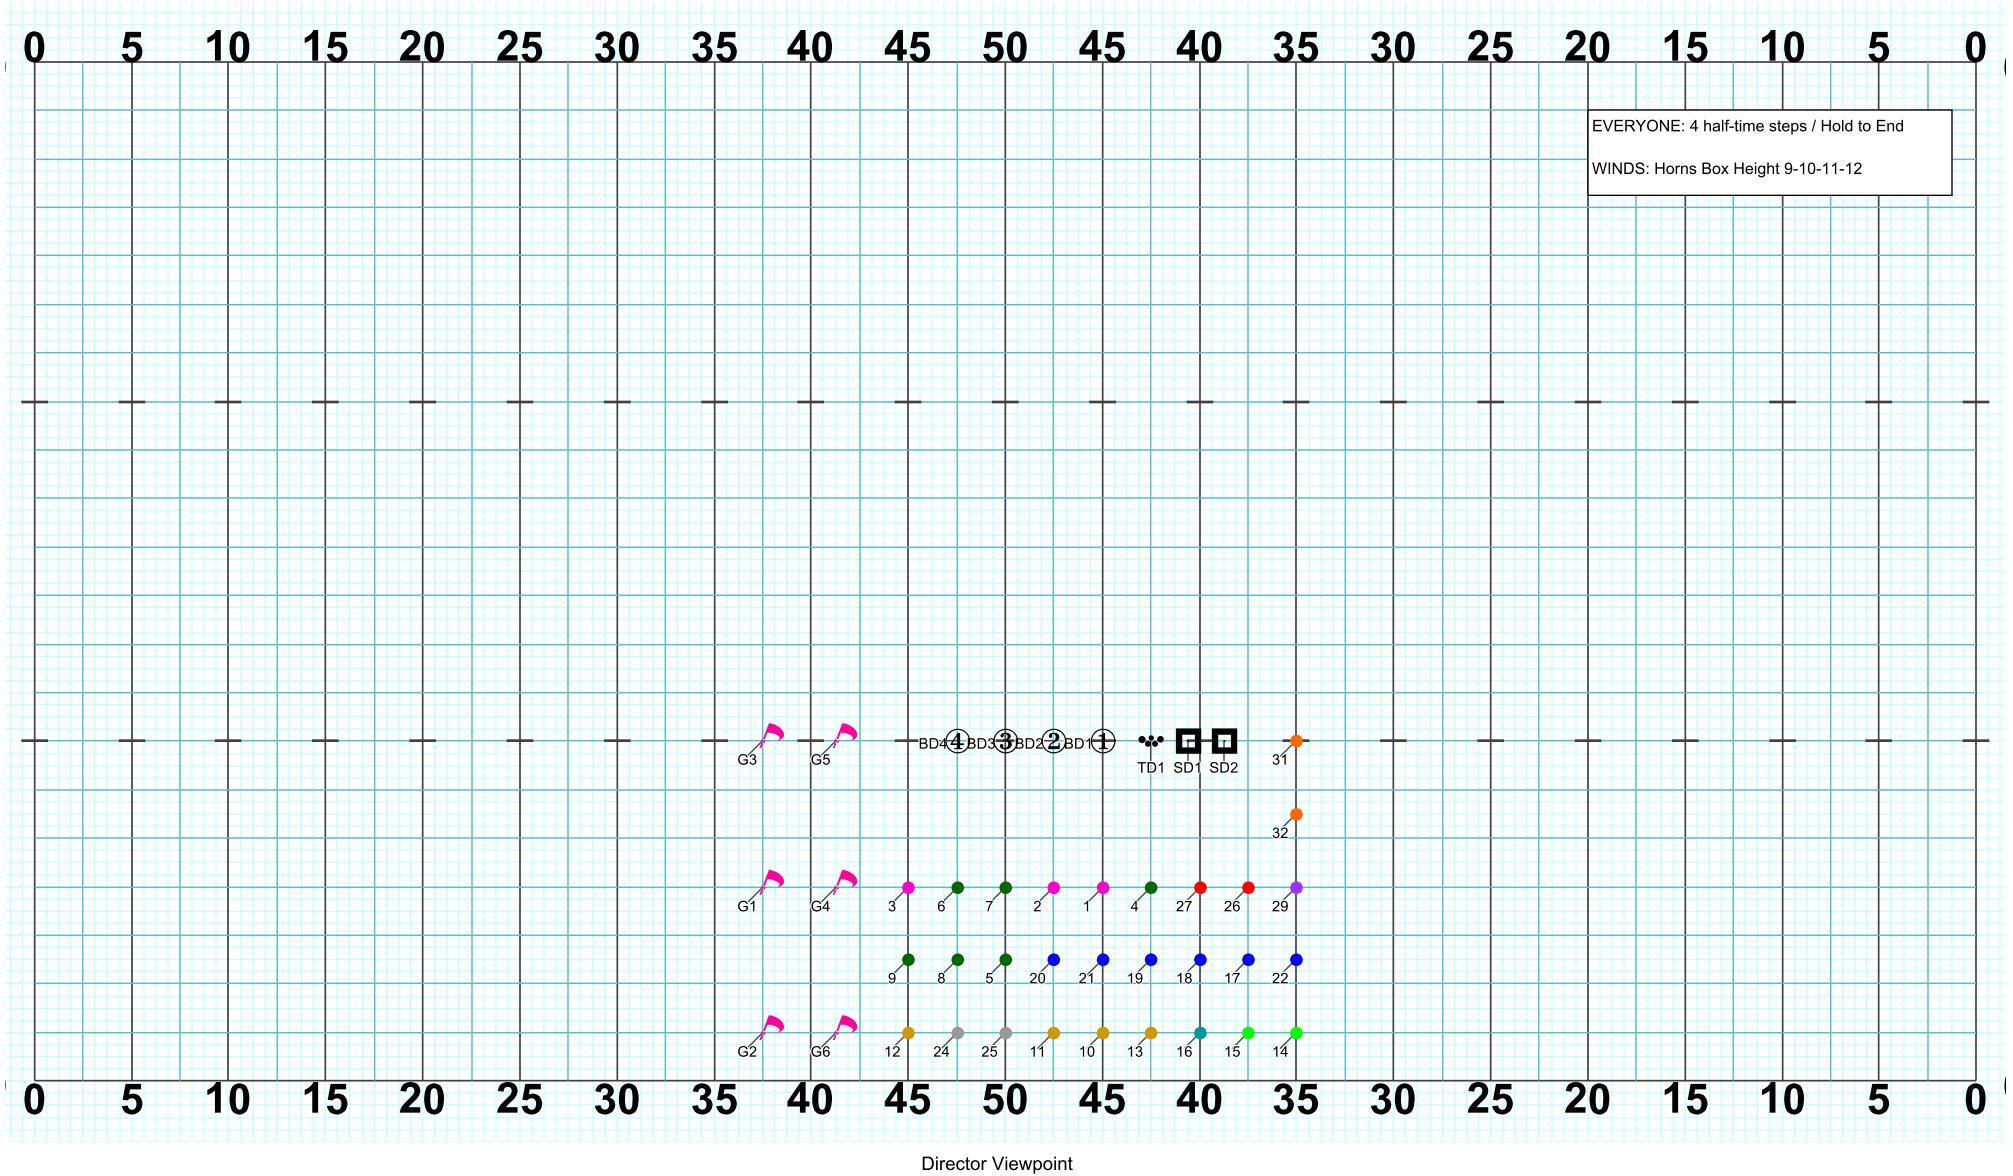 0 5 10 15 20 25 30 35 40 45 50 45 40 35 30 25 20 15 10 5 0
EVERYONE: 4 half-time steps / Hold to End
WINDS: Horns Box Height 9-10-11-12
BD4 4 BD3 3 BD2 2 BD1 1
G3 G5 TD1 SD1 SD2 31
32
G1 G4 3 6 7 2 1 4 27 26 29
9 8 5 20 21 19 18 17 22
G2 G6 12 24 25 11 10 13 16 15 14
0 5 10 15 20 25 30 35 40 45 50 45 40 35 30 25 20 15 10 5 0
Director Viewpoint